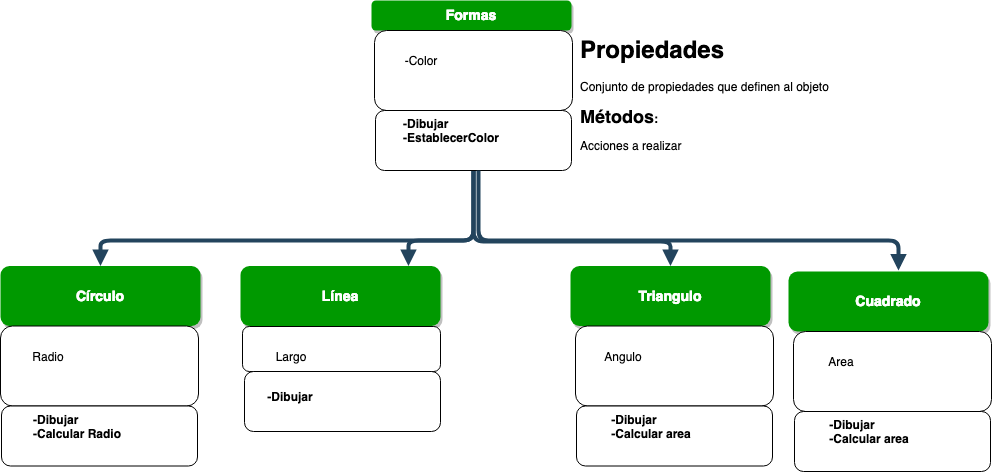 Formas
-Color
-Dibujar
-EstablecerColor
Propiedades
Conjunto de propiedades que definen al objeto
Métodos:
Acciones a realizar
Círculo
Radio
-Dibujar
-Calcular Radio
Línea
Largo
-Dibujar
Triangulo
Angulo
-Dibujar
-Calcular area
Cuadrado
Area
-Dibujar
-Calcular area